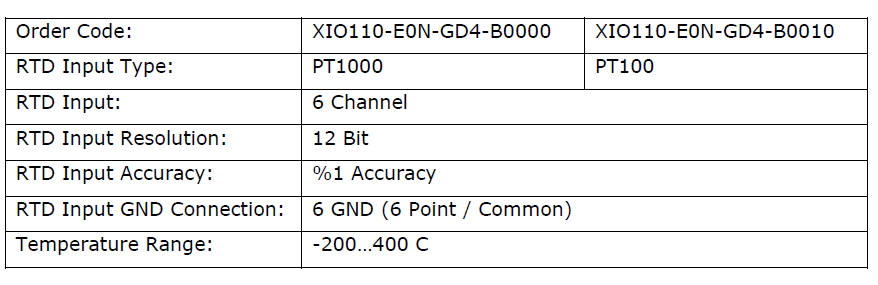 Order Code: XIO110-E0N-GD4-B0000 XIO110-E0N-GD4-B0010
RTD Input Type: PT1000 PT100
RTD Input: 6 Channel
RTD Input Resolution: 12 Bit
RTD Input Accuracy: %1 Accuracy
RTD Input GND Connection: 6 GND (6 Point / Common)
Temperature Range: -200…400 C